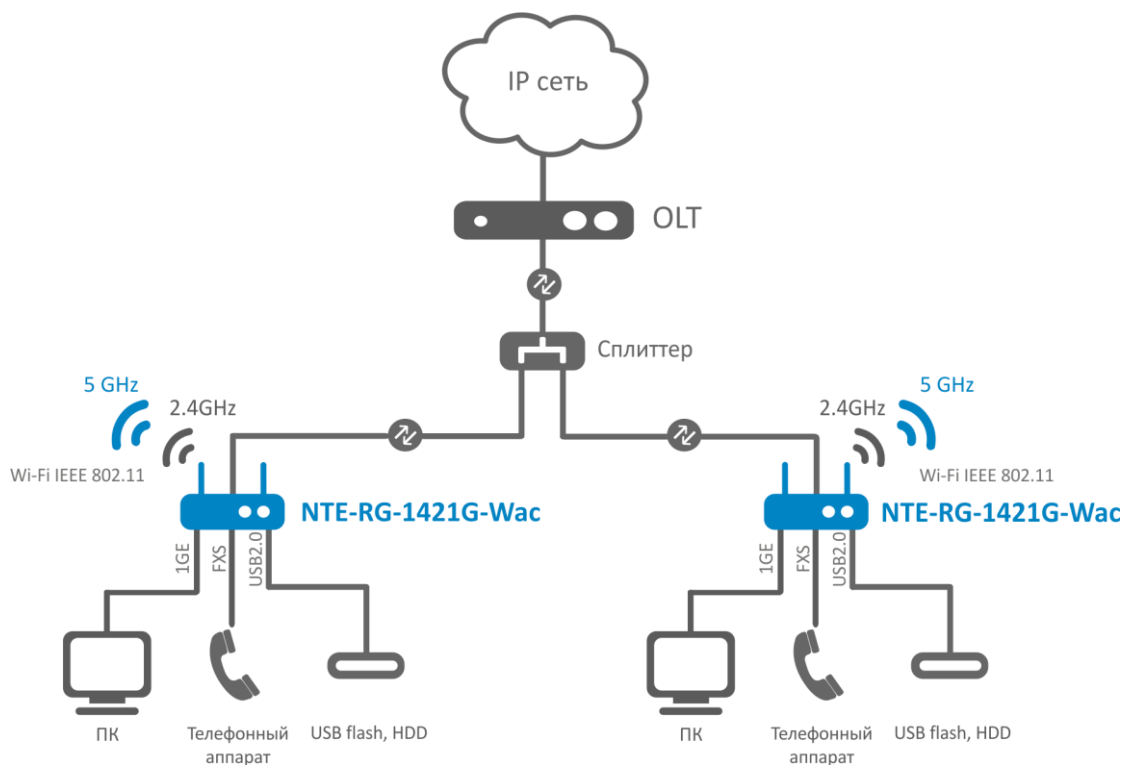 IP сеть
OLT
Сплиттер
5 GHz
2.4GHz
Wi-Fi IEEE 802.11
NTE-RG-1421G-Wac
1GE
FXS
USB2.0
ПК
Телефонный
аппарат
USB flash, HDD
5 GHz
2.4GHz
Wi-Fi IEEE 802.11
NTE-RG-1421G-Wac
1GE
FXS
USB2.0
ПК
Телефонный
аппарат
USB flash, HDD